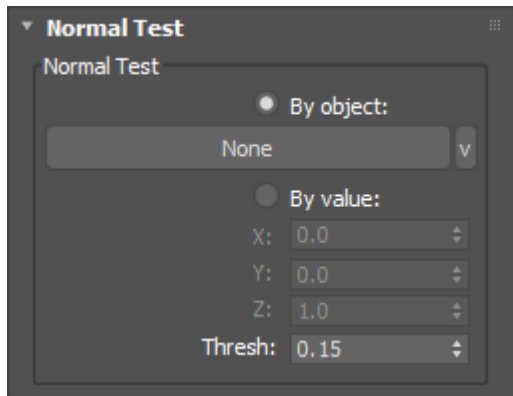 Normal Test
Normal Test
By object:
None v
By value:
X: 0.0
Y: 0.0
Z: 1.0
Thresh: 0.15